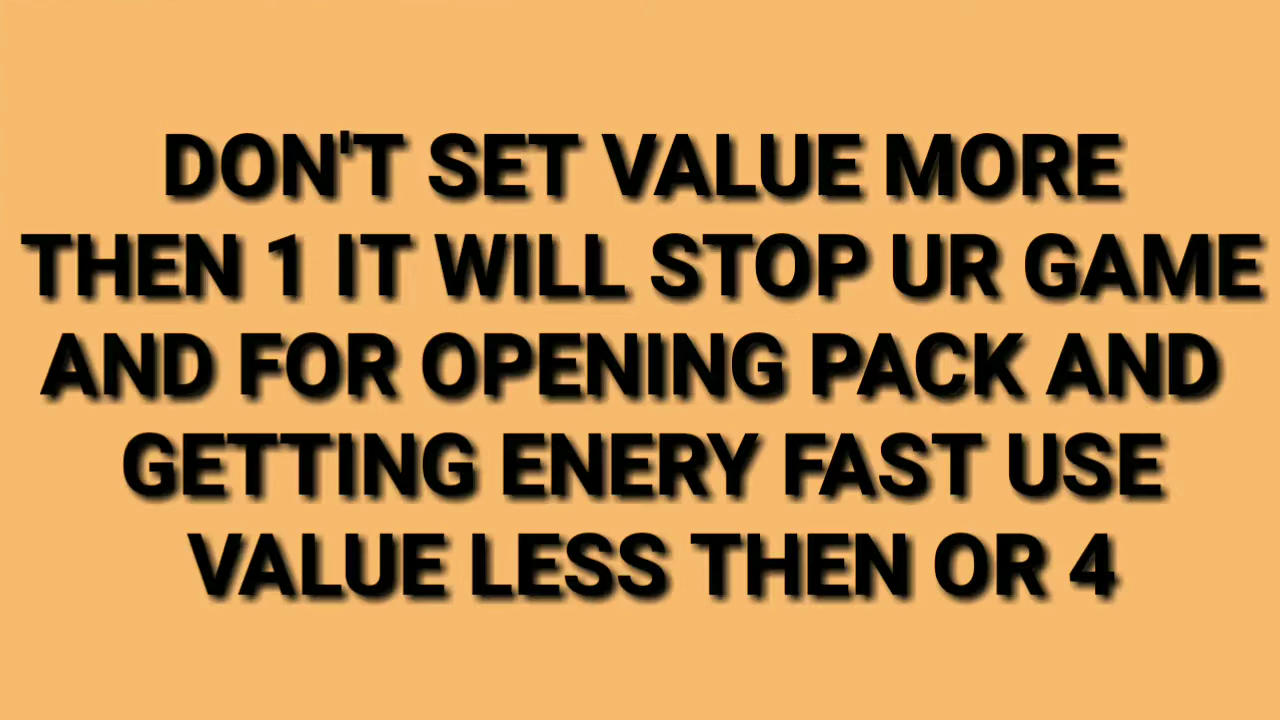 DON'T SET VALUE MORE
THEN 1 IT WILL STOP UR GAME
AND FOR OPENING PACK AND
GETTING ENERY FAST USE
VALUE LESS THEN OR 4